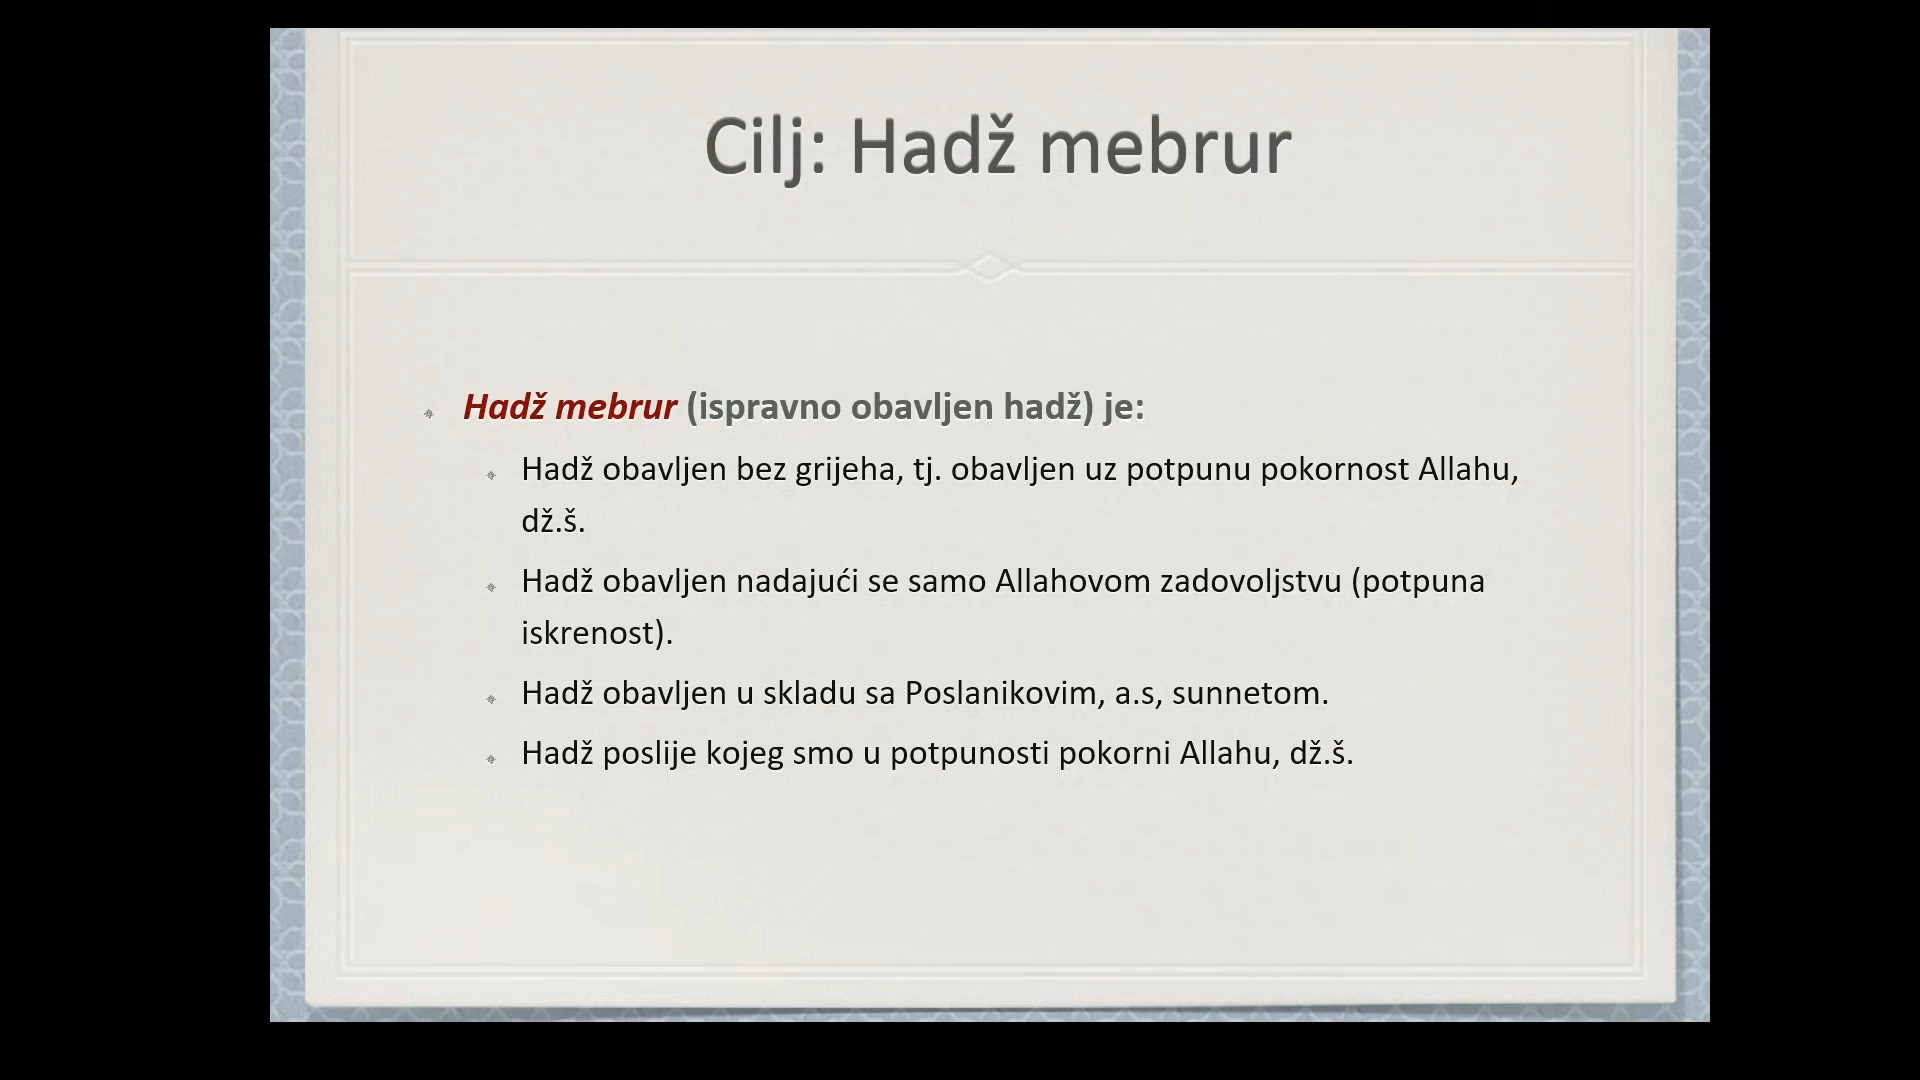 Cilj: Hadž mebrur
Hadž mebrur (ispravno obavljen hadž) je:
Hadž obavljen bez grijeha, tj. obavljen uz potpunu pokornost Allahu,
dž.š.
Hadž obavljen nadajući se samo Allahovom zadovoljstvu (potpuna
iskrenost).
Hadž obavljen u skladu sa Poslanikovim, a.s, sunnetom.
Hadž poslije kojeg smo u potpunosti pokorni Allahu, dž.š.